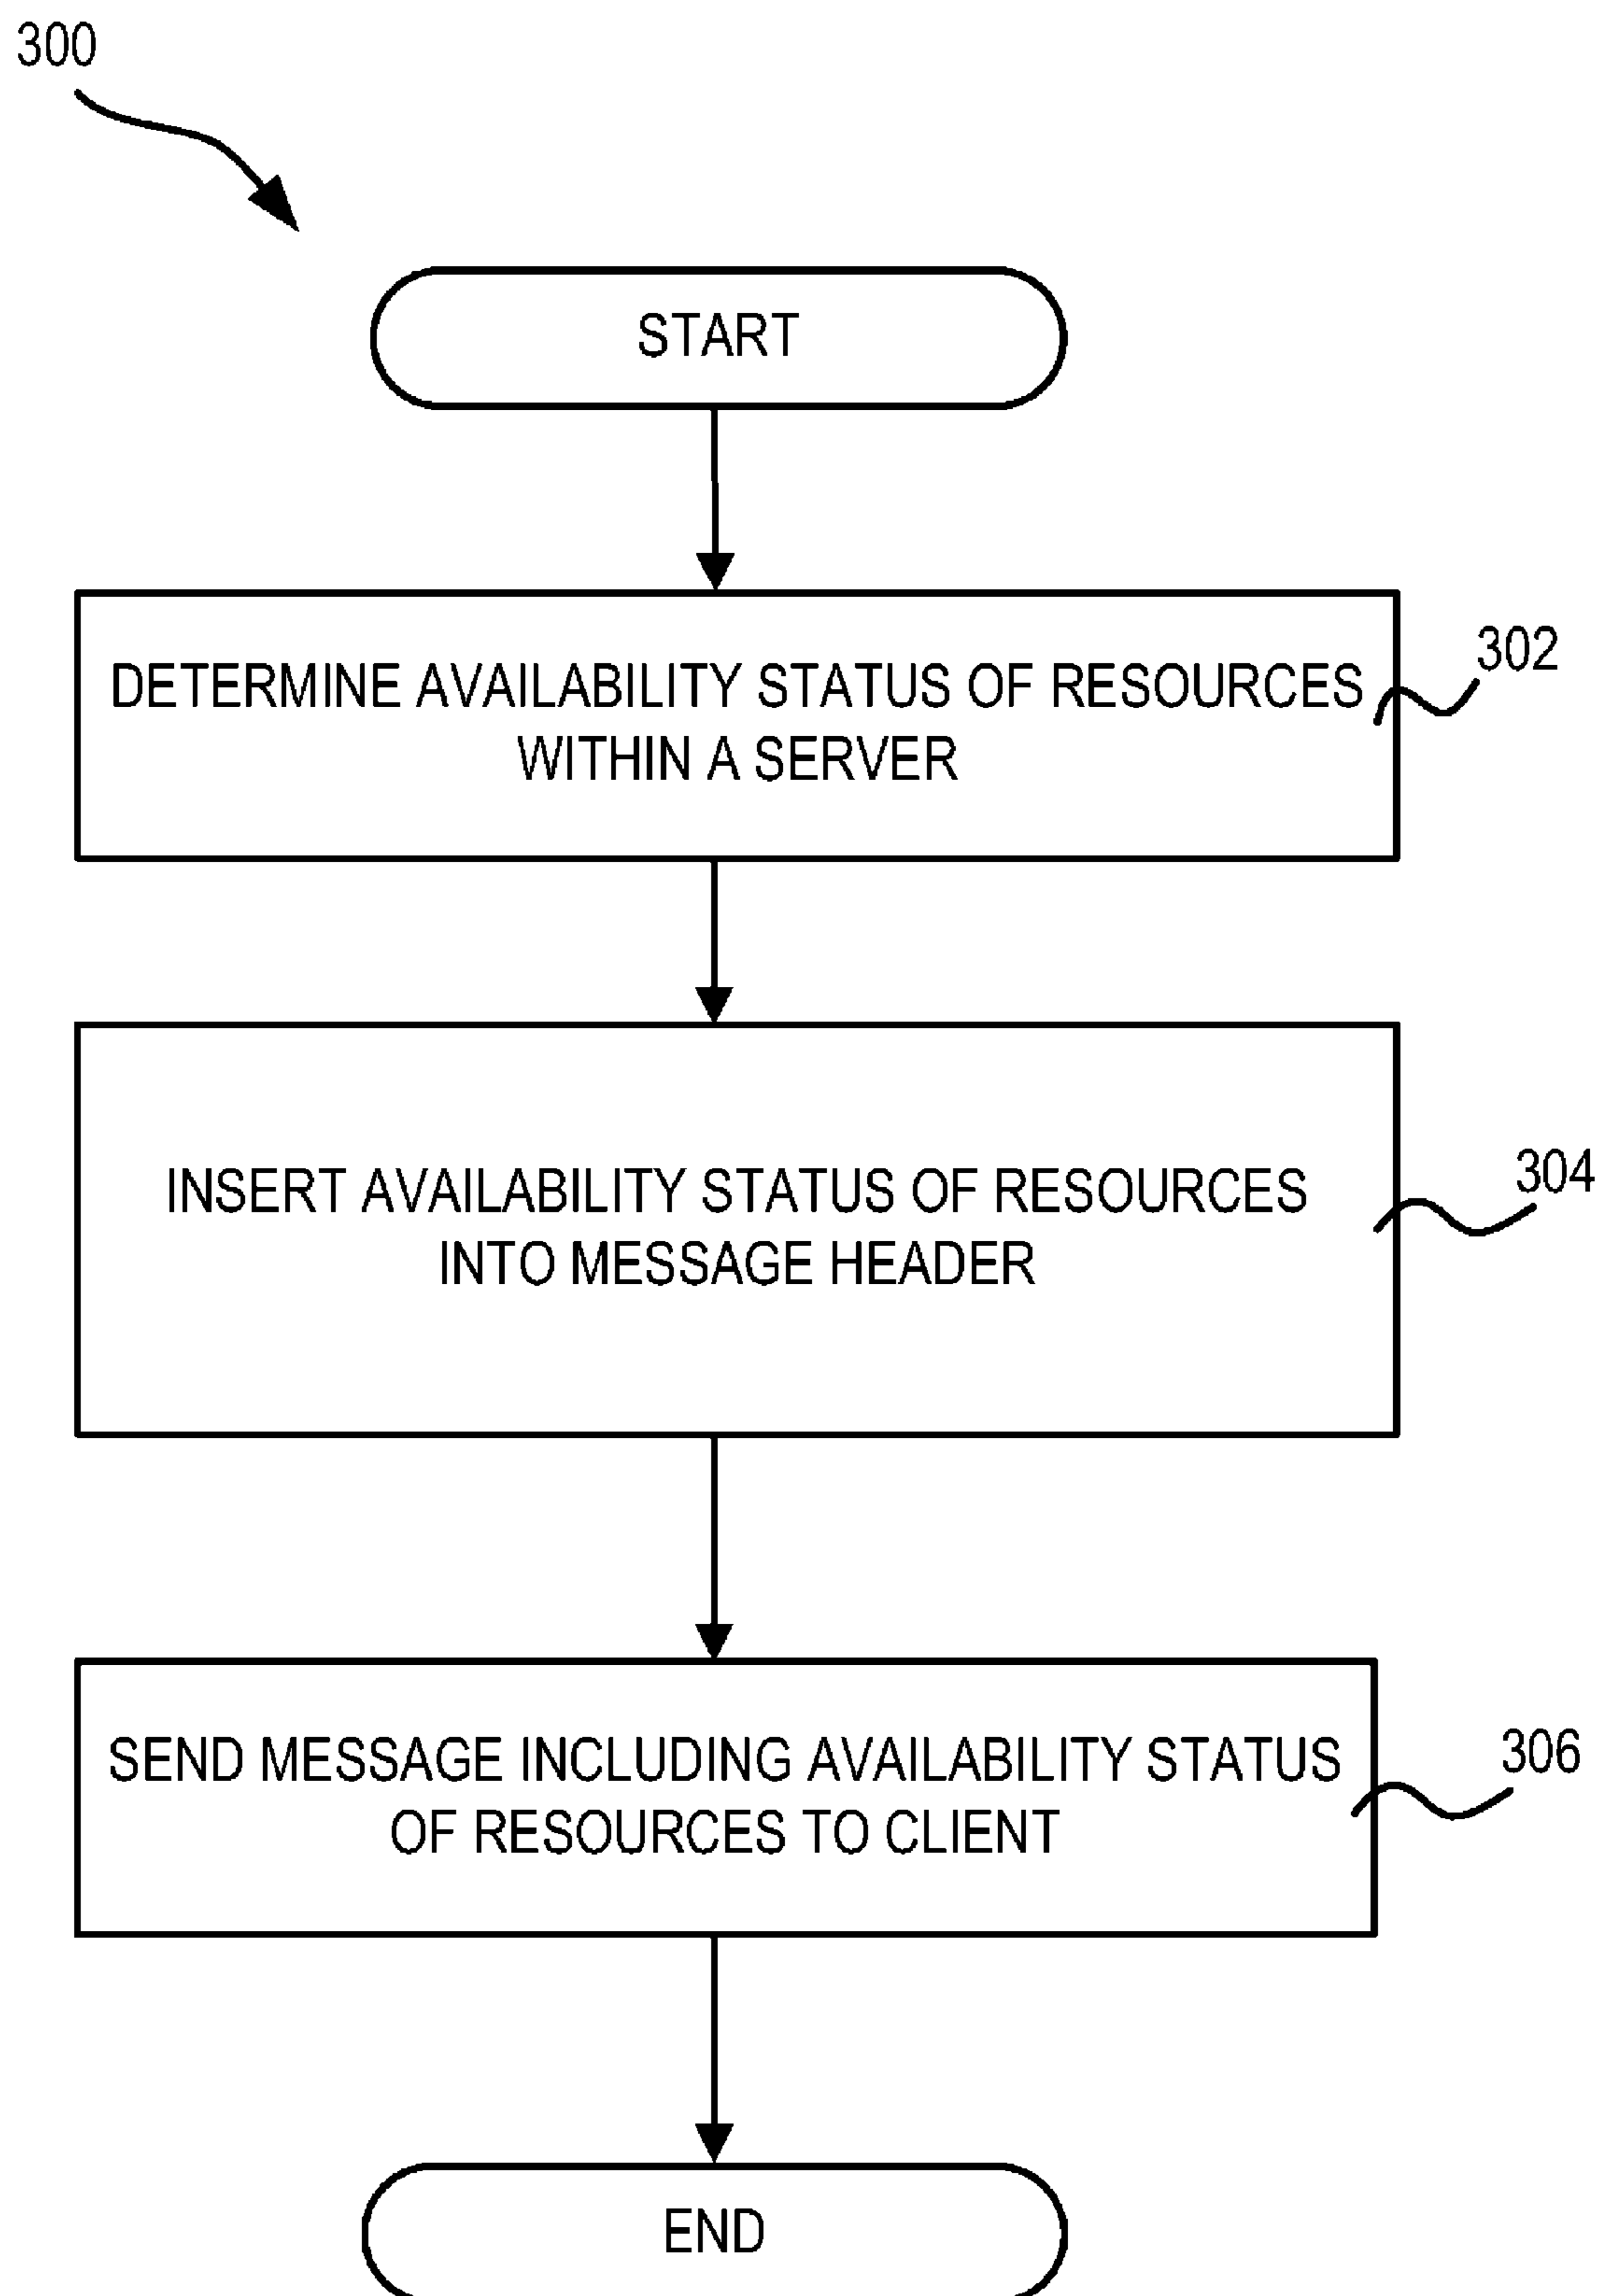 300
START
DETERMINE AVAILABILITY STATUS OF RESOURCES
WITHIN A SERVER
302
INSERT AVAILABILITY STATUS OF RESOURCES
INTO MESSAGE HEADER
304
SEND MESSAGE INCLUDING AVAILABILITY STATUS
OF RESOURCES TO CLIENT
306
END